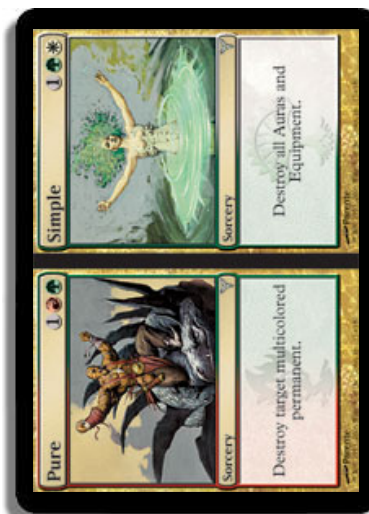 Pure
Sorcery
Destroy target multicolored
permanent.
Simple
Sorcery
Destroy all Auras and
Equipment.